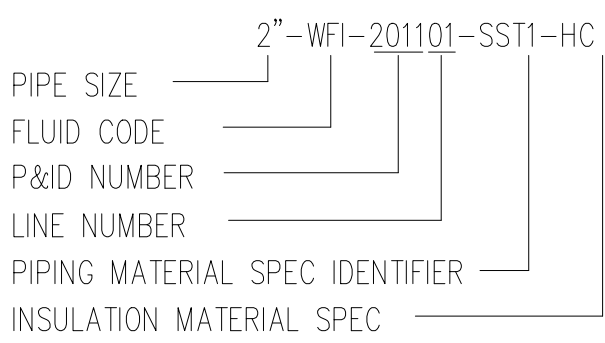 2”-WFI-201101-SST1-HC
PIPE SIZE
FLUID CODE
P&ID NUMBER
LINE NUMBER
PIPING MATERIAL SPEC IDENTIFIER
INSULATION MATERIAL SPEC